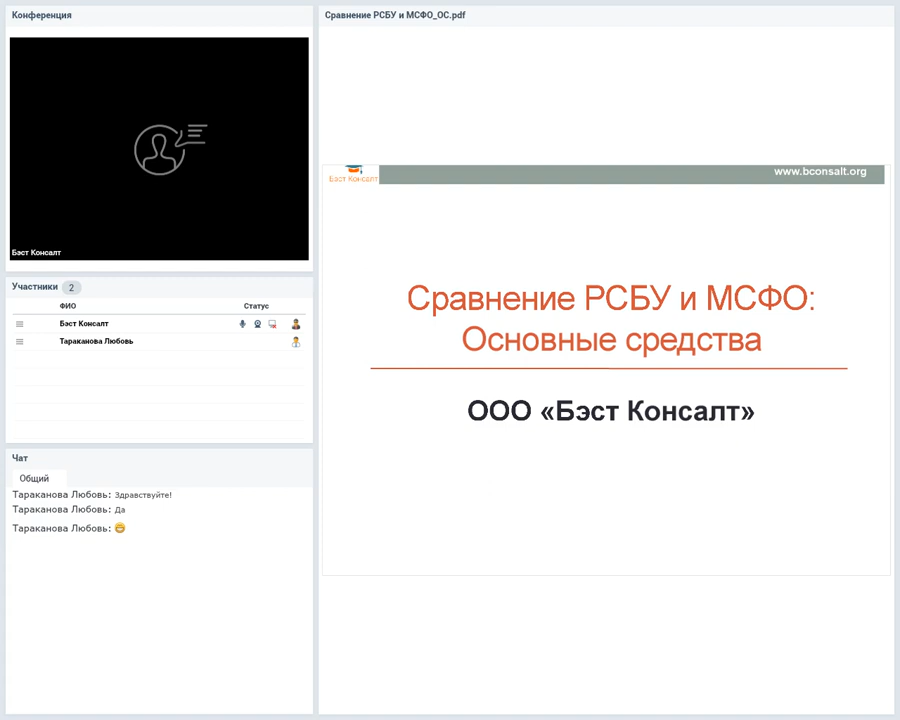 Конференция
Бэст Консалт
Участники 2
ФИО Статус
Бэст Консалт
Тараканова Любовь
Чат
Общий
Тараканова Любовь: Здравствуйте!
Тараканова Любовь: Да
Тараканова Любовь:
Сравнение РСБУ и МСФО_ОС.pdf
Бэст Консалт
www.bconsalt.org
Сравнение РСБУ и МСФО:
Основные средства
ООО «Бэст Консалт»